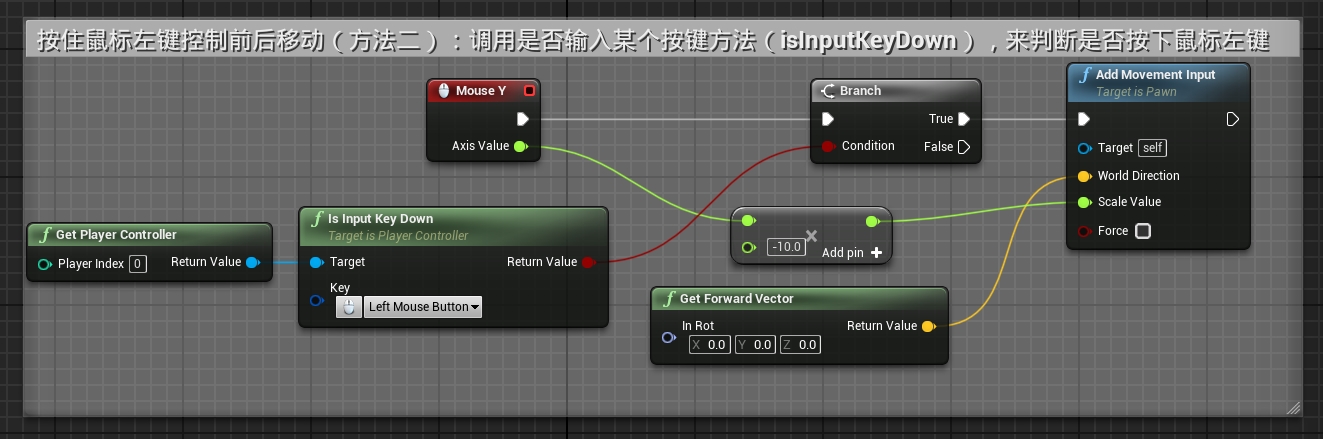 按住鼠标左键控制前后移动（方法二）：调用是否输入某个按键方法（isInputKeyDown），来判断是否按下鼠标左键
Mouse Y
Axis Value
Branch
True
Condition
False
Add Movement Input
Target is Pawn
Target self
World Direction
Scale Value
Force
Get Player Controller
Player Index 0
Return Value
Is Input Key Down
Target is Player Controller
Target
Return Value
Key
Left Mouse Button
-10.0
Add pin
Get Forward Vector
In Rot
Return Value
X 0.0 Y 0.0 Z 0.0